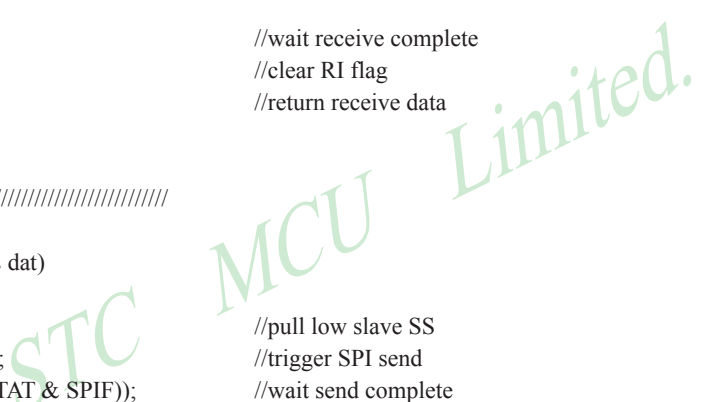 //wait receive complete
//clear RI flag
//return receive data
//////////////////////////
dat)
//pull low slave SS
; //trigger SPI send
TAT & SPIF)); //wait send complete
STC MCU Limited.